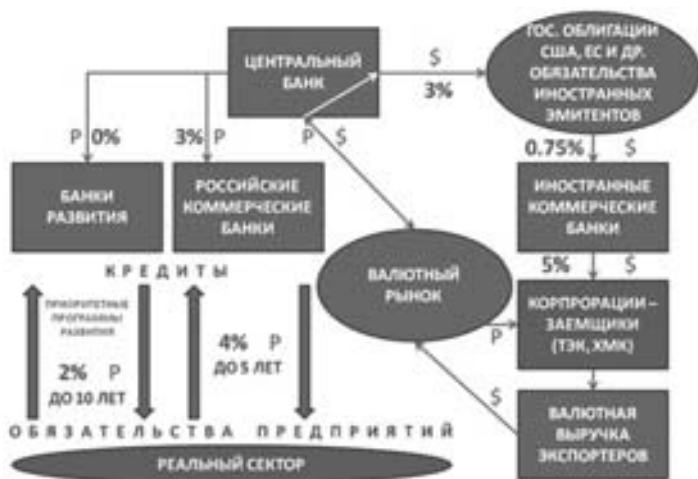 ЦЕНТРАЛЬНЫЙ
БАНК
$
3%
ГОС. ОБЛИГАЦИИ
США, ЕС И ДР.
ОБЯЗАТЕЛЬСТВА
ИНОСТРАННЫХ
ЭМИТЕНТОВ
Р 0%
3% Р
Р $
0.75% $
БАНКИ
РАЗВИТИЯ
РОССИЙСКИЕ
КОММЕРЧЕСКИЕ
БАНКИ
ИНОСТРАННЫЕ
КОММЕРЧЕСКИЕ
БАНКИ
КРЕДИТЫ
ВАЛЮТНЫЙ
РЫНОК
5% $
ПРИОРИТЕТНЫЕ
ПРОГРАММЫ
РАЗВИТИЯ
2% Р
ДО 10 ЛЕТ
4% Р
ДО 5 ЛЕТ
Р
КОРПРОРАЦИИ –
ЗАЕМЩИКИ
(ТЭК, ХМК)
$
ОБЯЗАТЕЛЬСТВА ПРЕДПРИЯТИЙ
РЕАЛЬНЫЙ СЕКТОР
ВАЛЮТНАЯ
ВЫРУЧКА
ЭКСПОРТЕРОВ